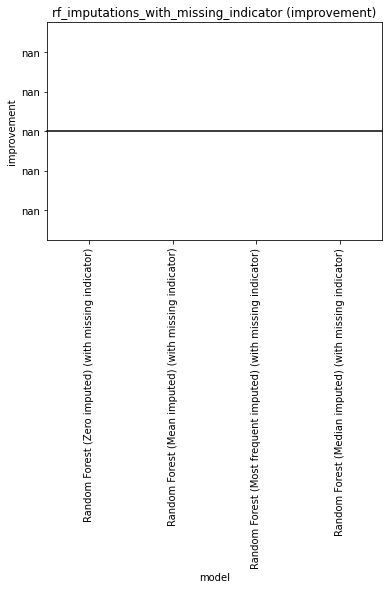 rf_imputations_with_missing_indicator (improvement)
nan
nan
nan
nan
nan
improvement
Random Forest (Zero imputed) (with missing indicator)
Random Forest (Mean imputed) (with missing indicator)
Random Forest (Most frequent imputed) (with missing indicator)
Random Forest (Median imputed) (with missing indicator)
model